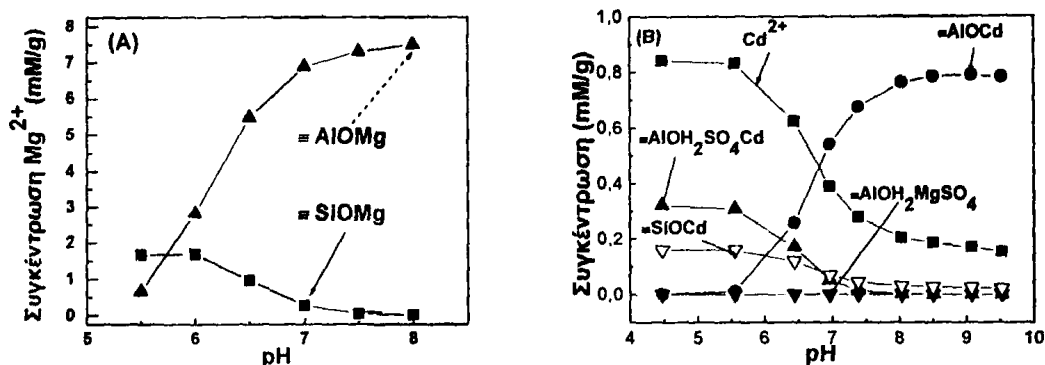 (A)
Συγκέντρωση Mg2+ (mM/g)
8
7
6
5
4
3
2
1
0
≡ AlOMg
≡ SiOMg
5 6 7 8
pH
(B)
Συγκέντρωση (mM/g)
1,0
0,8
0,6
0,4
0,2
0,0
Cd2+
≡AlOCd
≡AlOH2SO4Cd
≡AlOH2MgSO4
≡SiOCd
4 5 6 7 8 9 10
pH